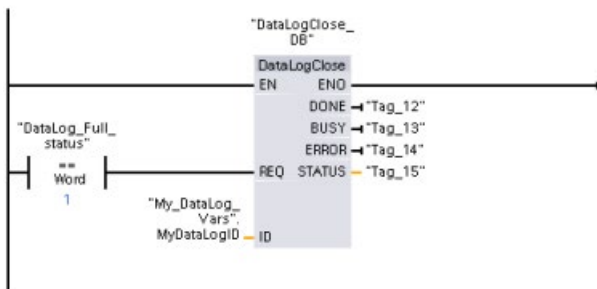 "DataLogClose_
DB"
DataLogClose
EN ENO
DONE "Tag_12"
BUSY "Tag_13"
"DataLog_Full_
status"
ERROR "Tag_14"
==
Word
REQ STATUS "Tag_15"
1
"My_DataLog_
Vars".
MyDataLogID ID